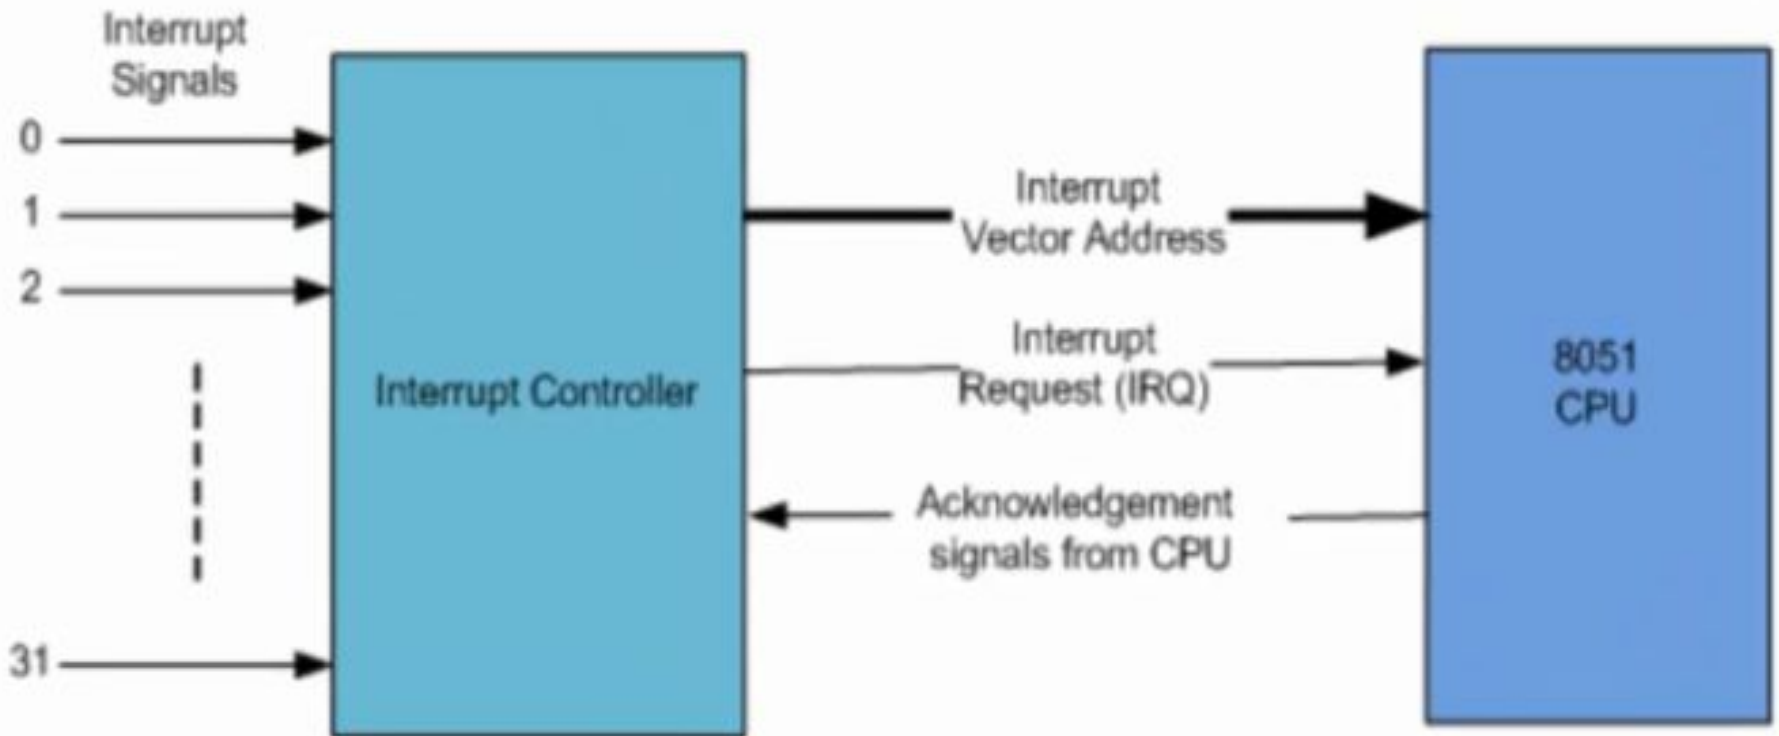 Interrupt
Signals
0
1
2
31
Interrupt Controller
Interrupt
Vector Address
Interrupt
Request (IRQ)
Acknowledgement
signals from CPU
8051
CPU